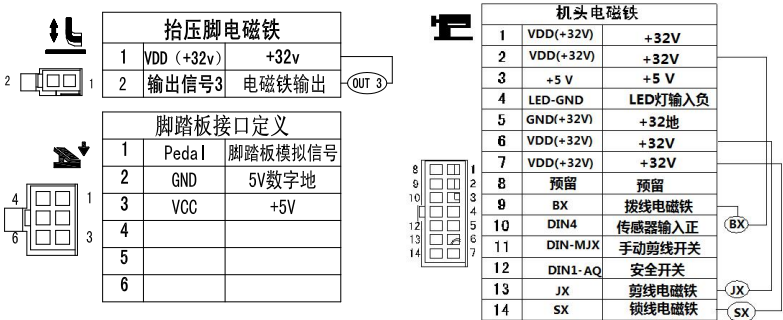 抬压脚电磁铁
1 VDD（+32v） +32v
2 输出信号3 电磁铁输出 OUT 3
2 1
脚踏板接口定义
1 Pedal 脚踏板模拟信号
2 GND 5V数字地
3 VCC +5V
4
5
6
4 1
6 3
机头电磁铁
1 VDD(+32V) +32V
2 VDD(+32V) +32V
3 +5 V +5 V
4 LED-GND LED灯输入负
5 GND(+32V) +32地
6 VDD(+32V) +32V
7 VDD(+32V) +32V
8 预留 预留
9 BX 拨线电磁铁 BX
10 DIN4 传感器输入正
11 DIN-MJX 手动剪线开关
12 DIN1-AQ 安全开关
13 JX 剪线电磁铁 JX
14 SX 锁线电磁铁 SX
8 1
9 2
10 3
4
12 5
13 6
14 7